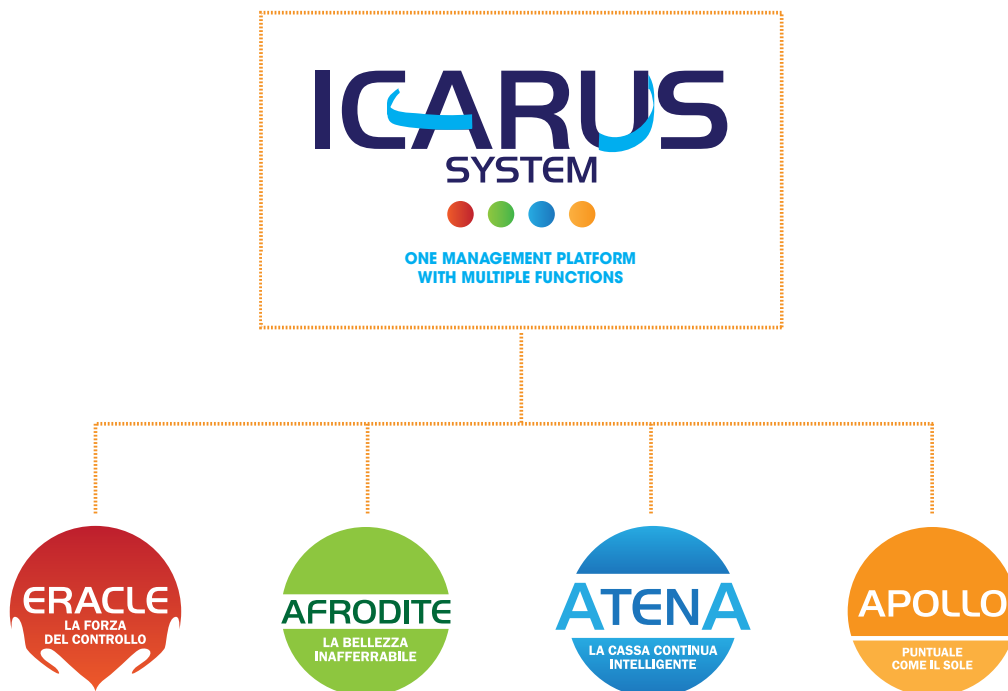 ICARUS
SYSTEM
ONE MANAGEMENT PLATFORM
WITH MULTIPLE FUNCTIONS
ERACLE
LA FORZA
DEL CONTROLLO
AFRODITE
LA BELLEZZA
INAFFERRABILE
ATENA
LA CASSA CONTINUA
INTELLIGENTE
APOLLO
PUNTUALE
COME IL SOLE